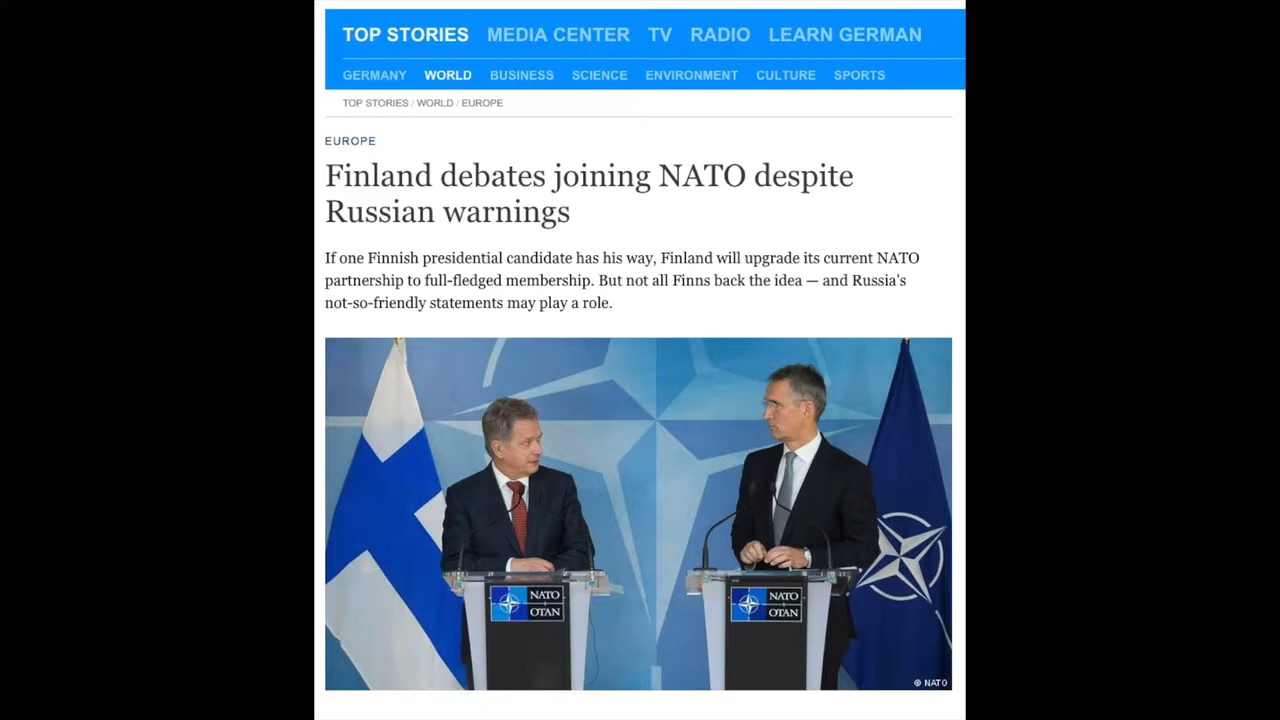 TOP STORIES MEDIA CENTER TV RADIO LEARN GERMAN
GERMANY WORLD BUSINESS SCIENCE ENVIRONMENT CULTURE SPORTS
TOP STORIES / WORLD / EUROPE
EUROPE
Finland debates joining NATO despite
Russian warnings
If one Finnish presidential candidate has his way, Finland will upgrade its current NATO
partnership to full-fledged membership. But not all Finns back the idea — and Russia's
not-so-friendly statements may play a role.
NATO
OTAN
NATO
OTAN
© NATO